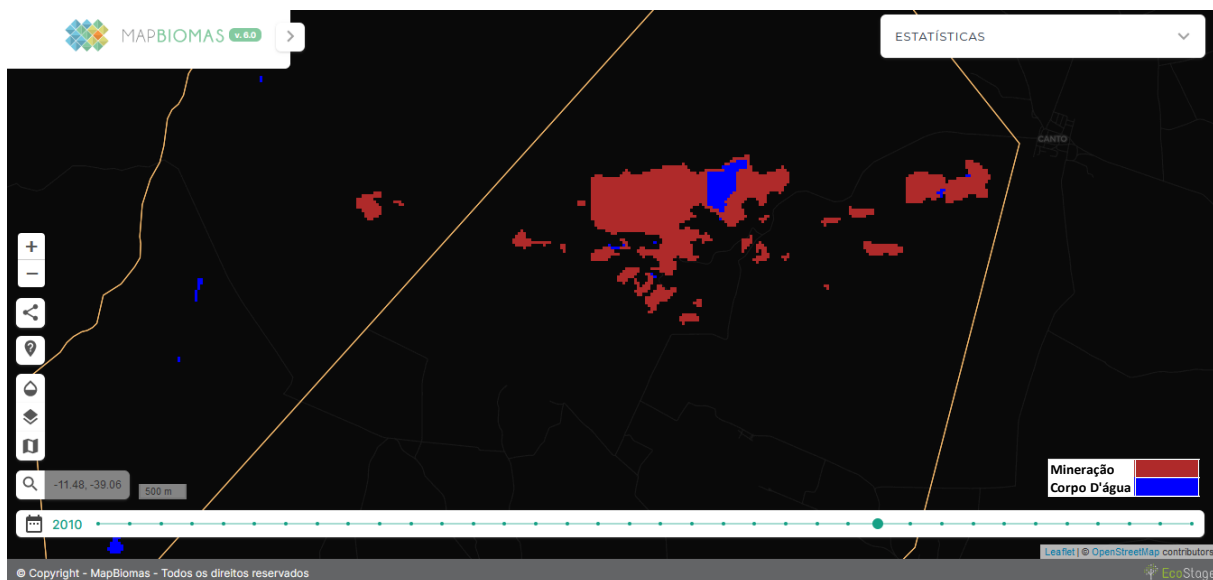 MAPBIOMAS v. 6.0
ESTATÍSTICAS
CANTO
-11.48, -39.06
500 m
Mineração
Corpo D'água
2010
Leaflet | © OpenStreetMap contributors
© Copyright - MapBiomas - Todos os direitos reservados
EcoStage